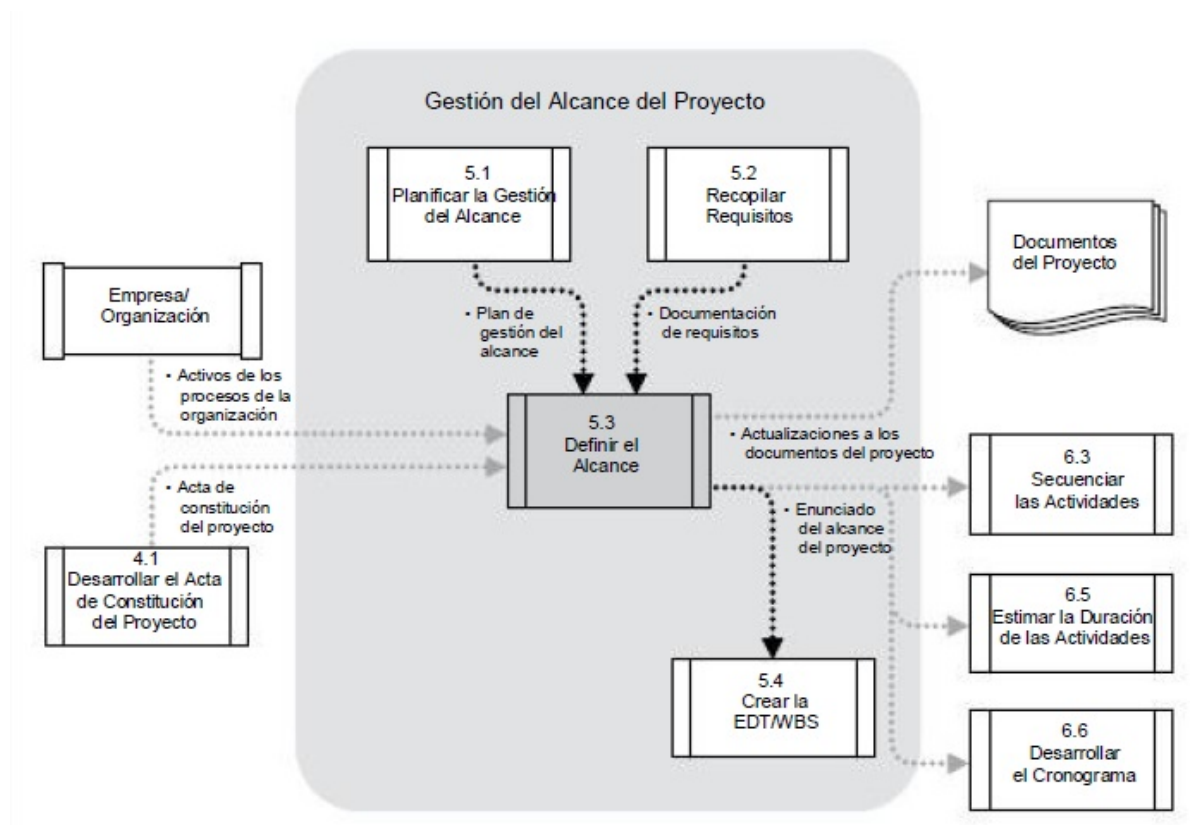 Gestión del Alcance del Proyecto
5.1
Planificar la Gestión
del Alcance
5.2
Recopilar
Requisitos
Documentos
del Proyecto
Empresa/
Organización
• Plan de
gestión del
alcance
• Documentación
de requisitos
• Activos de los
procesos de la
organización
5.3
Definir el
Alcance
• Actualizaciones a los
documentos del proyecto
6.3
Secuenciar
las Actividades
• Acta de
constitución
del proyecto
• Enunciado
del alcance
del proyecto
4.1
Desarrollar el Acta
de Constitución
del Proyecto
6.5
Estimar la Duración
de las Actividades
5.4
Crear la
EDT/WBS
6.6
Desarrollar
el Cronograma